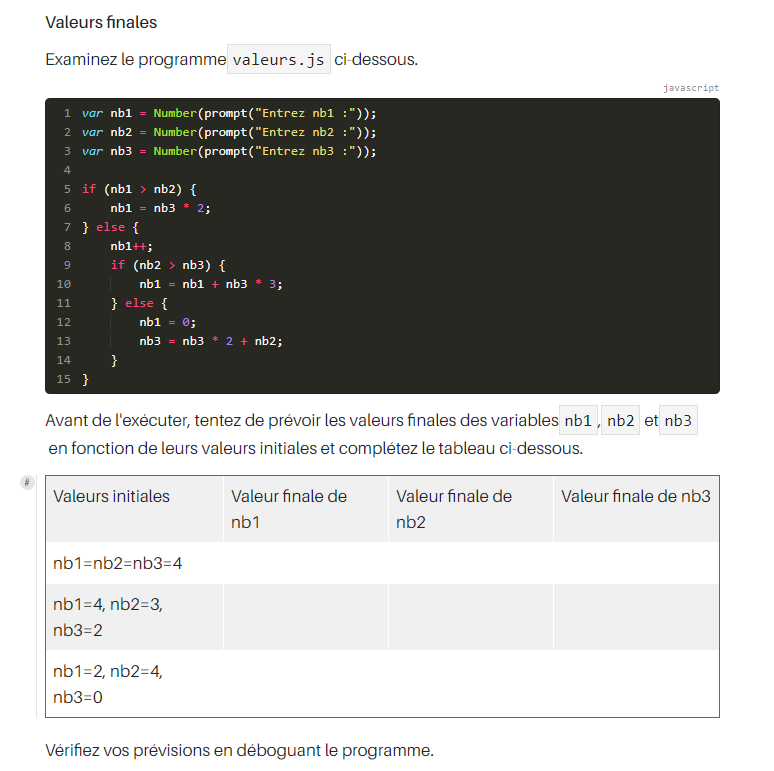 Valeurs finales
Examinez le programme valeurs.js ci-dessous.
javascript
1 var nb1 = Number(prompt("Entrez nb1 :"));
2 var nb2 = Number(prompt("Entrez nb2 :"));
3 var nb3 = Number(prompt("Entrez nb3 :"));
4
5 if (nb1 > nb2) {
6     nb1 = nb3 * 2;
7 } else {
8     nb1++;
9     if (nb2 > nb3) {
10         nb1 = nb1 + nb3 * 3;
11     } else {
12         nb1 = 0;
13         nb3 = nb3 * 2 + nb2;
14     }
15 }
Avant de l'exécuter, tentez de prévoir les valeurs finales des variables nb1 , nb2 et nb3
en fonction de leurs valeurs initiales et complétez le tableau ci-dessous.
#
Valeurs initiales
Valeur finale de
nb1
Valeur finale de
nb2
Valeur finale de nb3
nb1=nb2=nb3=4
nb1=4, nb2=3,
nb3=2
nb1=2, nb2=4,
nb3=0
Vérifiez vos prévisions en déboguant le programme.